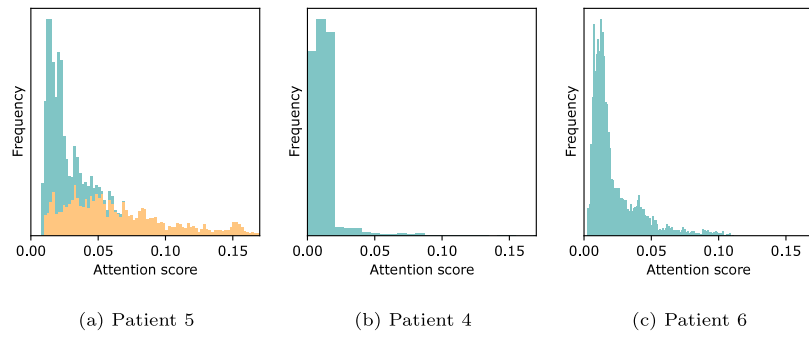 Frequency
0.00 0.05 0.10 0.15
Attention score
(a) Patient 5
Frequency
0.00 0.05 0.10 0.15
Attention score
(b) Patient 4
Frequency
0.00 0.05 0.10 0.15
Attention score
(c) Patient 6